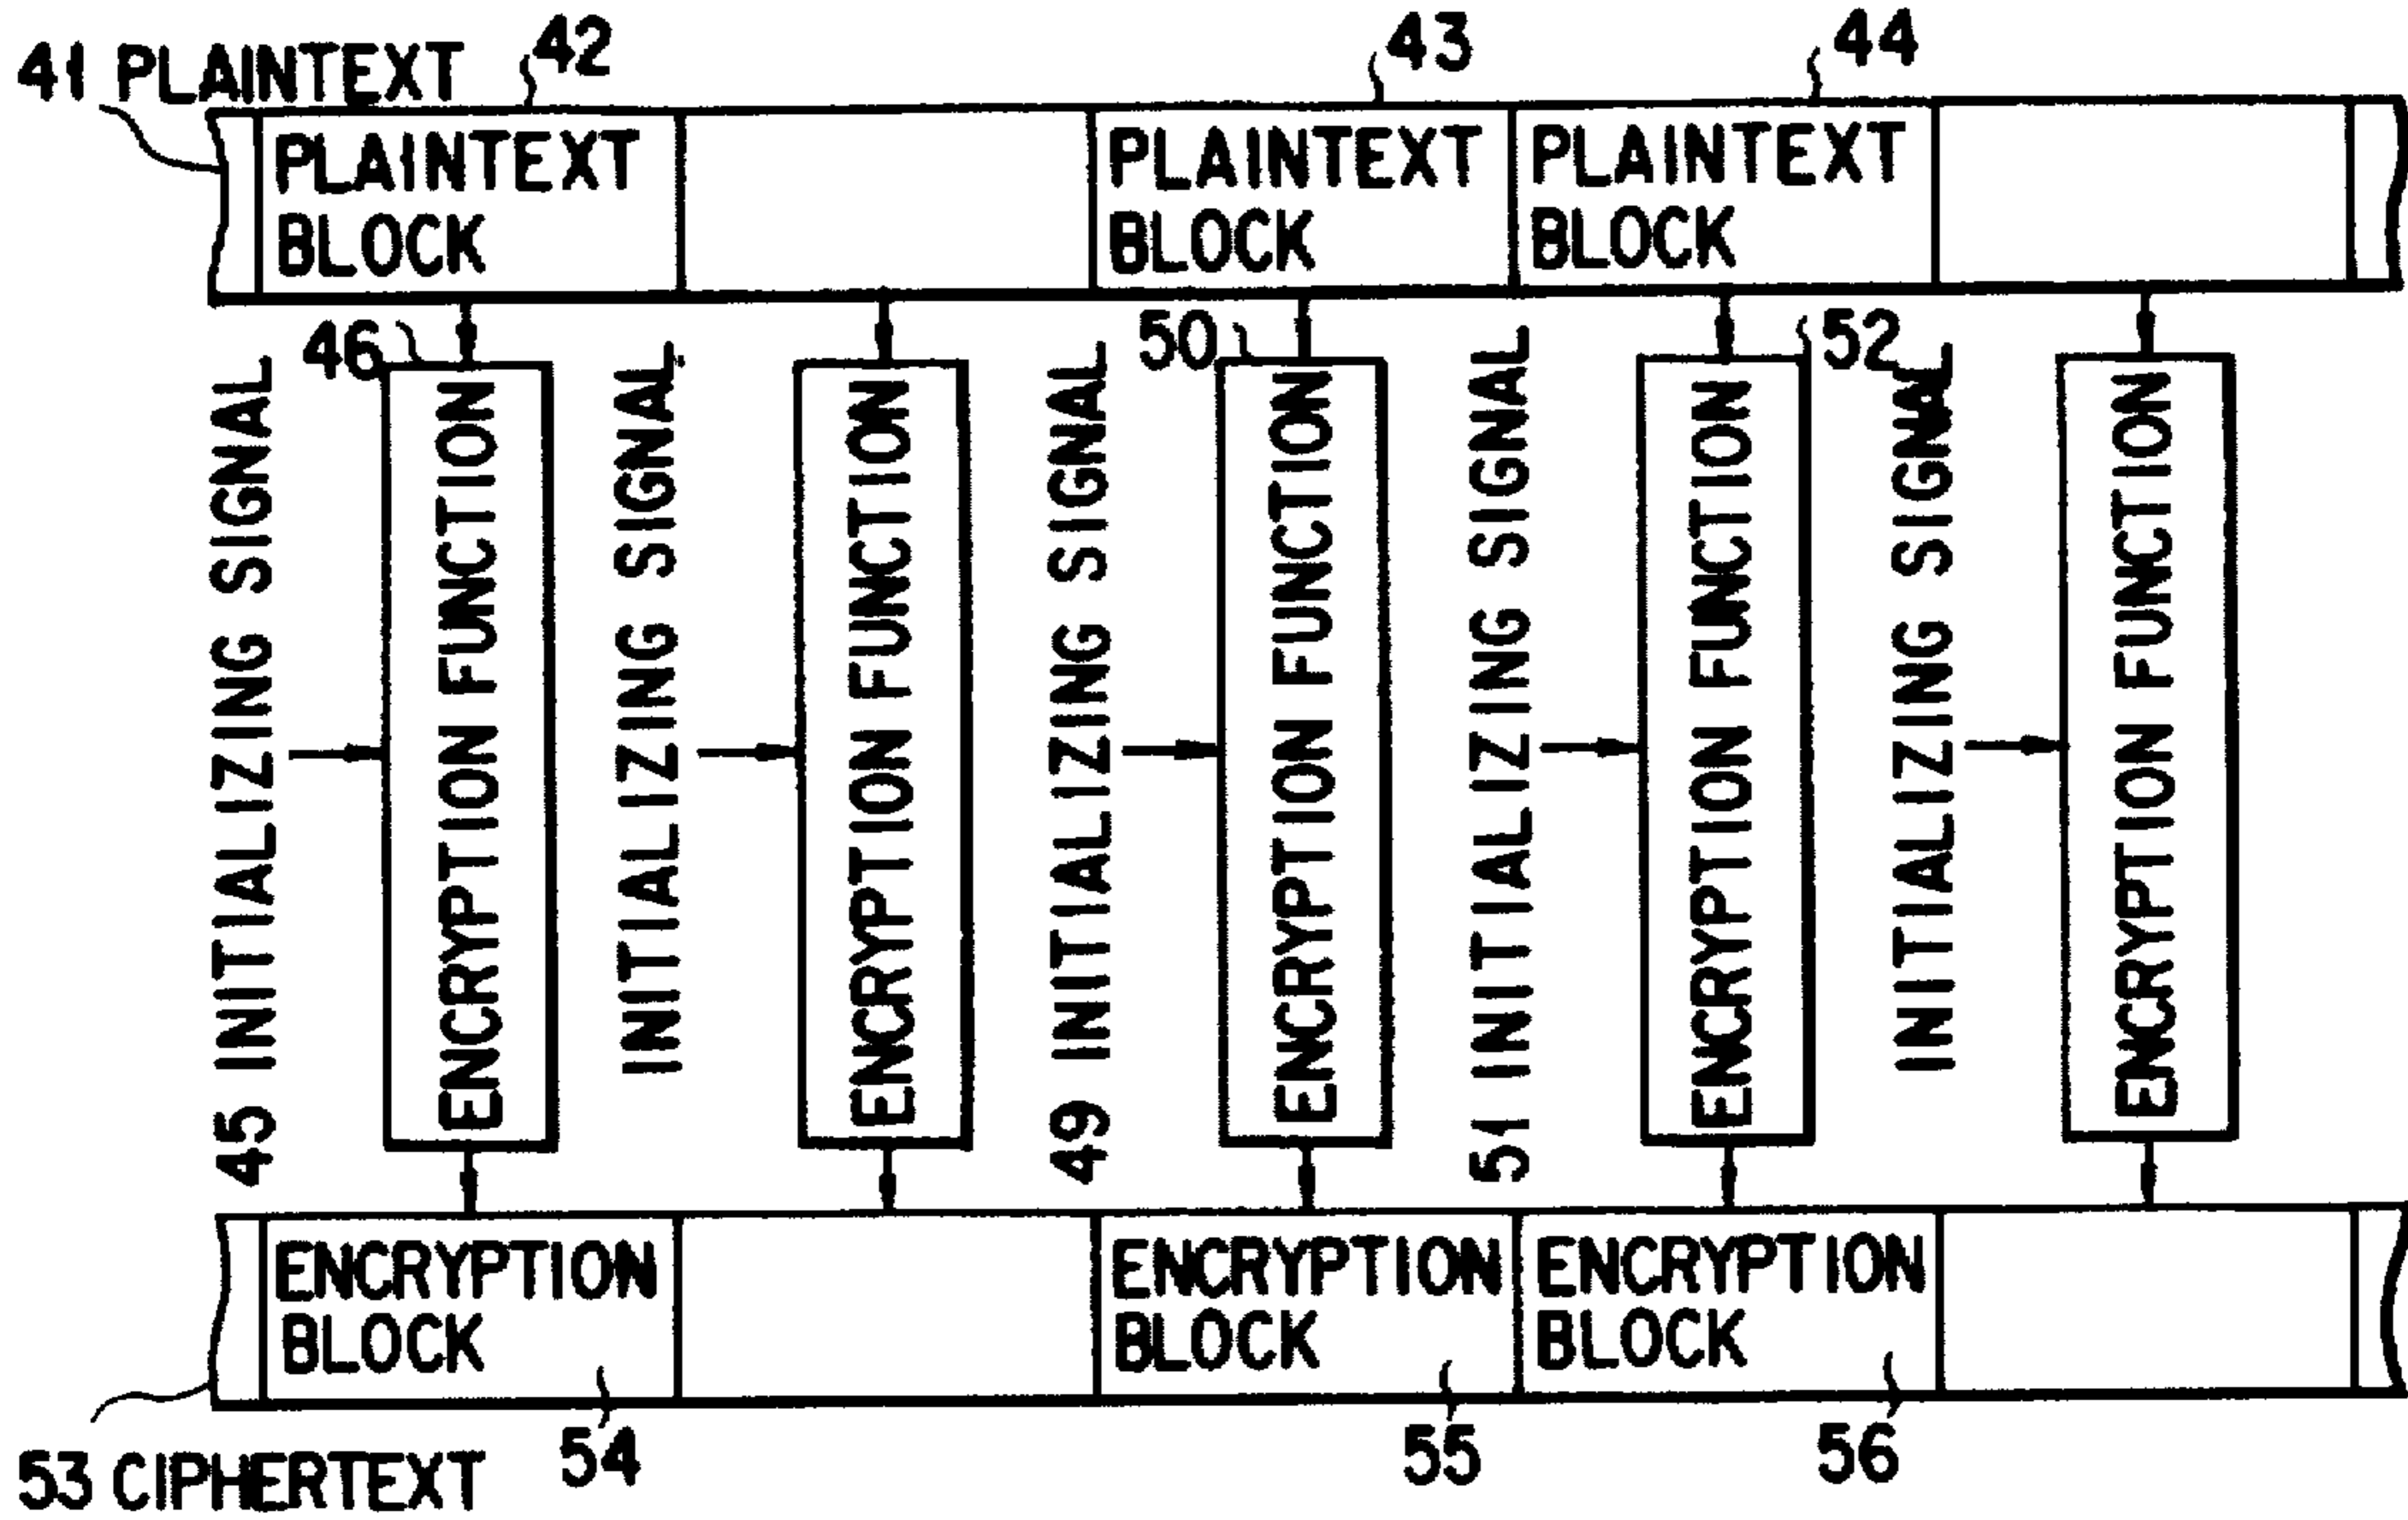 41 PLAINTEXT
42
43
44
PLAINTEXT
BLOCK
PLAINTEXT
BLOCK
PLAINTEXT
BLOCK
45 INITIALIZING SIGNAL
46
ENCRYPTION FUNCTION
INITIALIZING SIGNAL
ENCRYPTION FUNCTION
49 INITIALIZING SIGNAL
50
ENCRYPTION FUNCTION
51 INITIALIZING SIGNAL
52
ENCRYPTION FUNCTION
INITIALIZING SIGNAL
ENCRYPTION FUNCTION
ENCRYPTION
BLOCK
ENCRYPTION
BLOCK
ENCRYPTION
BLOCK
53 CIPHERTEXT
54
55
56